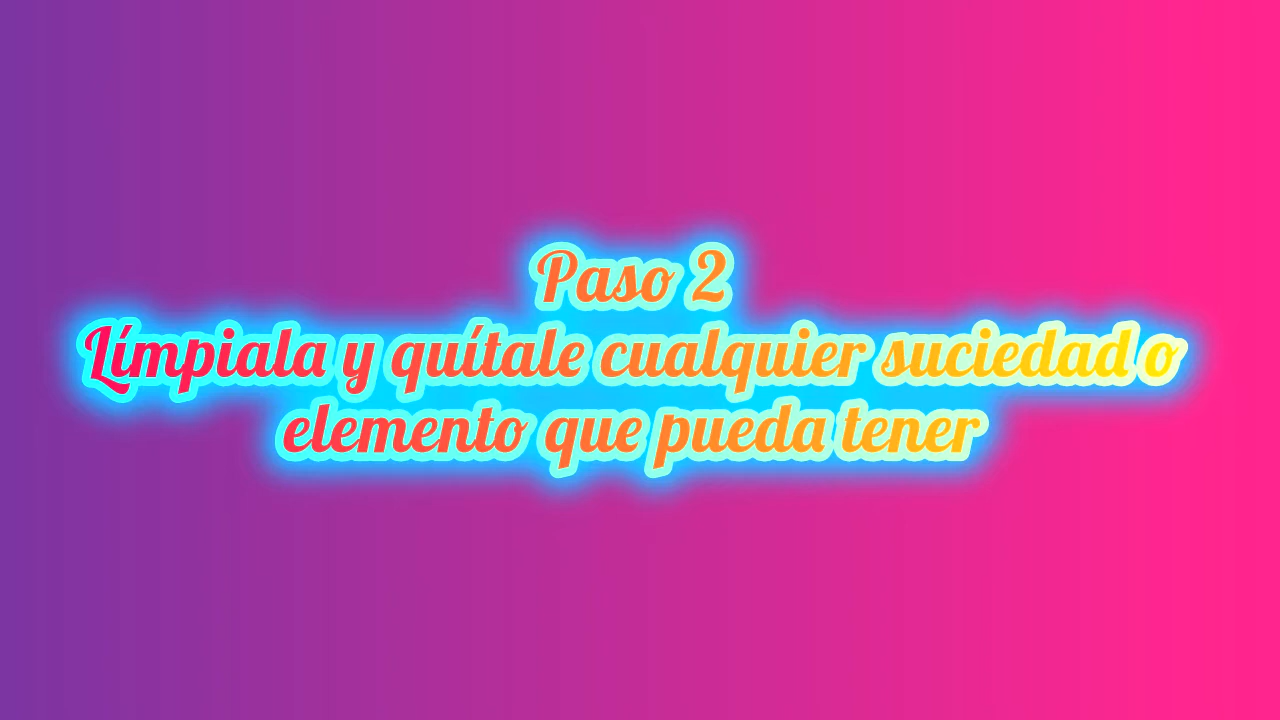 Paso 2
Límpiala y quítale cualquier suciedad o
elemento que pueda tener